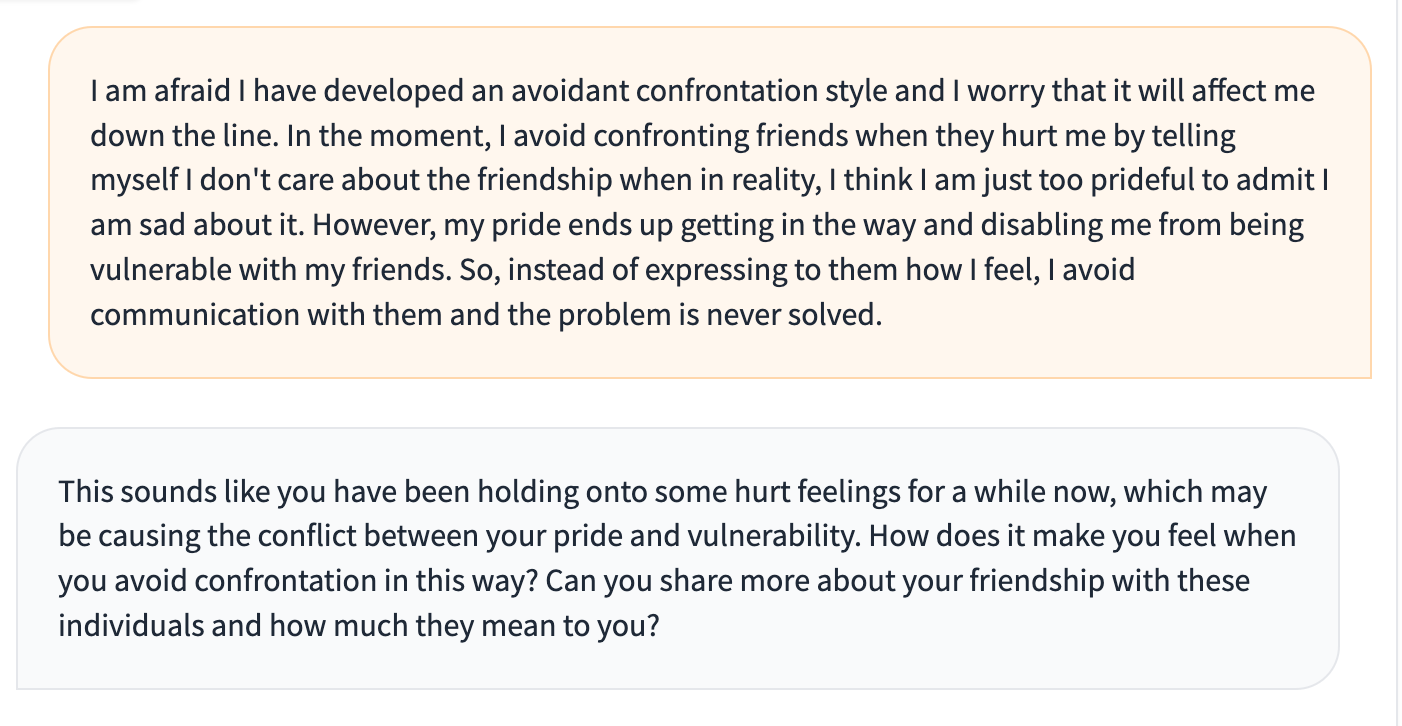 I am afraid I have developed an avoidant confrontation style and I worry that it will affect me
down the line. In the moment, I avoid confronting friends when they hurt me by telling
myself I don't care about the friendship when in reality, I think I am just too prideful to admit I
am sad about it. However, my pride ends up getting in the way and disabling me from being
vulnerable with my friends. So, instead of expressing to them how I feel, I avoid
communication with them and the problem is never solved.
This sounds like you have been holding onto some hurt feelings for a while now, which may
be causing the conflict between your pride and vulnerability. How does it make you feel when
you avoid confrontation in this way? Can you share more about your friendship with these
individuals and how much they mean to you?